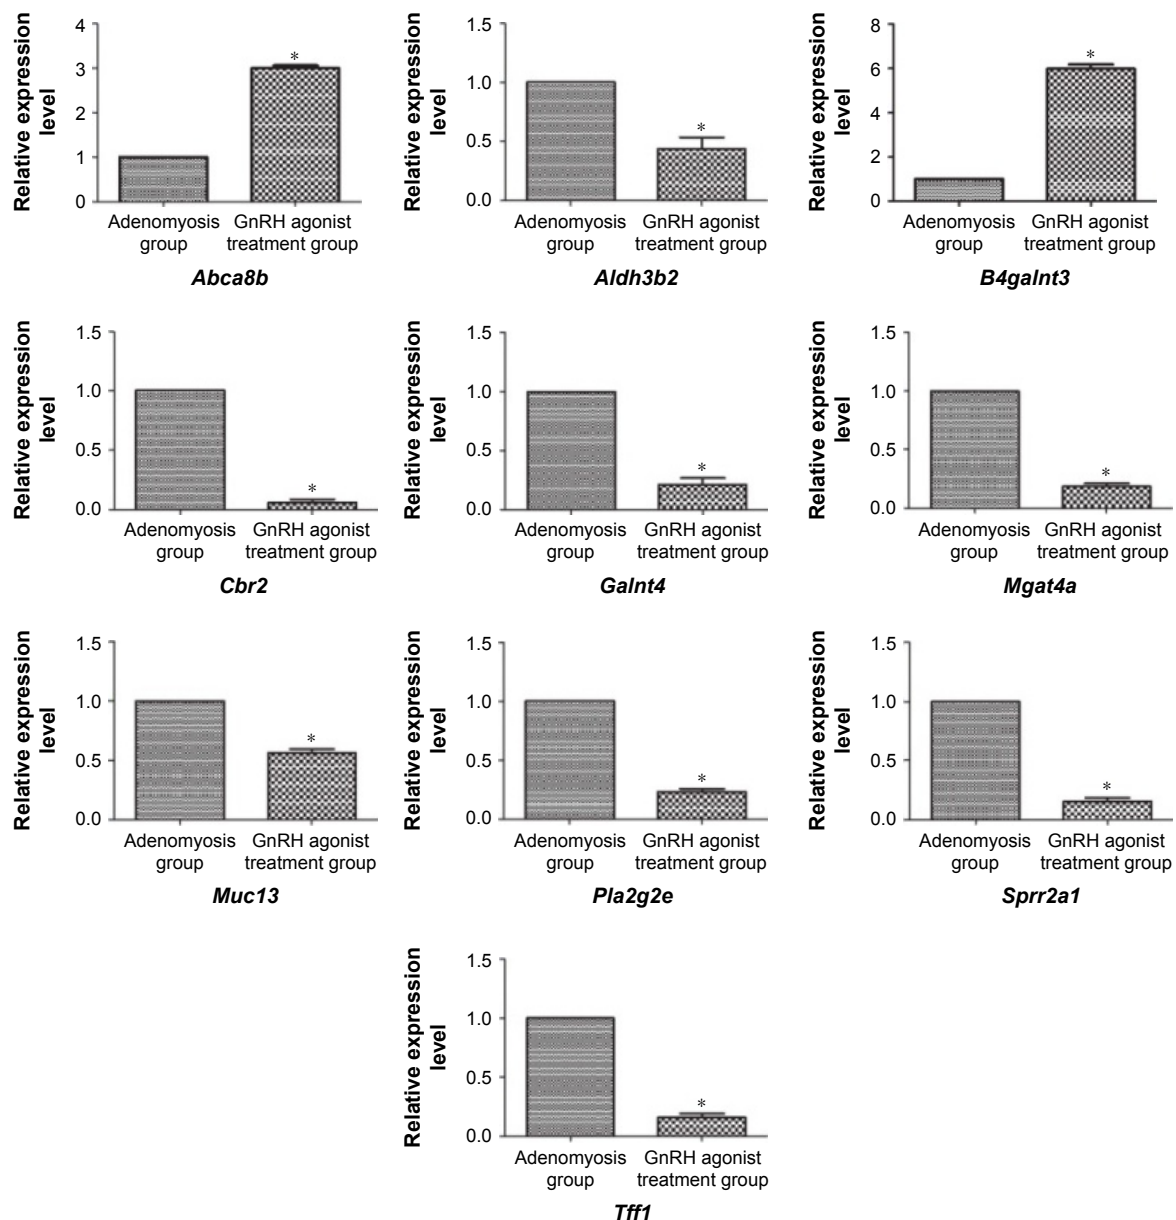 Relative expression
level
4
3
2
1
0
*
Adenomyosis
group
GnRH agonist
treatment group
Abca8b
Relative expression
level
1.5
1.0
0.5
0.0
*
Adenomyosis
group
GnRH agonist
treatment group
Aldh3b2
Relative expression
level
8
6
4
2
0
*
Adenomyosis
group
GnRH agonist
treatment group
B4galnt3
Relative expression
level
1.5
1.0
0.5
0.0
*
Adenomyosis
group
GnRH agonist
treatment group
Cbr2
Relative expression
level
1.5
1.0
0.5
0.0
*
Adenomyosis
group
GnRH agonist
treatment group
Galnt4
Relative expression
level
1.5
1.0
0.5
0.0
*
Adenomyosis
group
GnRH agonist
treatment group
Mgat4a
Relative expression
level
1.5
1.0
0.5
0.0
*
Adenomyosis
group
GnRH agonist
treatment group
Muc13
Relative expression
level
1.5
1.0
0.5
0.0
*
Adenomyosis
group
GnRH agonist
treatment group
Pla2g2e
Relative expression
level
1.5
1.0
0.5
0.0
*
Adenomyosis
group
GnRH agonist
treatment group
Sprr2a1
Relative expression
level
1.5
1.0
0.5
0.0
*
Adenomyosis
group
GnRH agonist
treatment group
Tff1